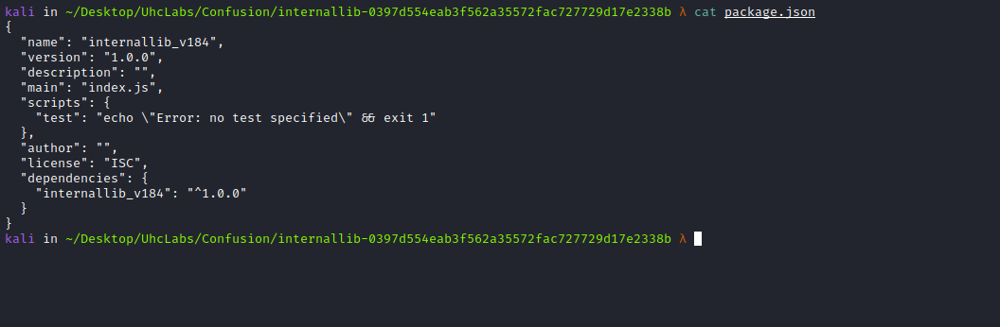 kali in ~/Desktop/UhcLabs/Confusion/internallib-0397d554eab3f562a35572fac727729d17e2338b λ cat package.json
{
  "name": "internallib_v184",
  "version": "1.0.0",
  "description": "",
  "main": "index.js",
  "scripts": {
    "test": "echo \"Error: no test specified\" && exit 1"
  },
  "author": "",
  "license": "ISC",
  "dependencies": {
    "internallib_v184": "^1.0.0"
  }
}
kali in ~/Desktop/UhcLabs/Confusion/internallib-0397d554eab3f562a35572fac727729d17e2338b λ